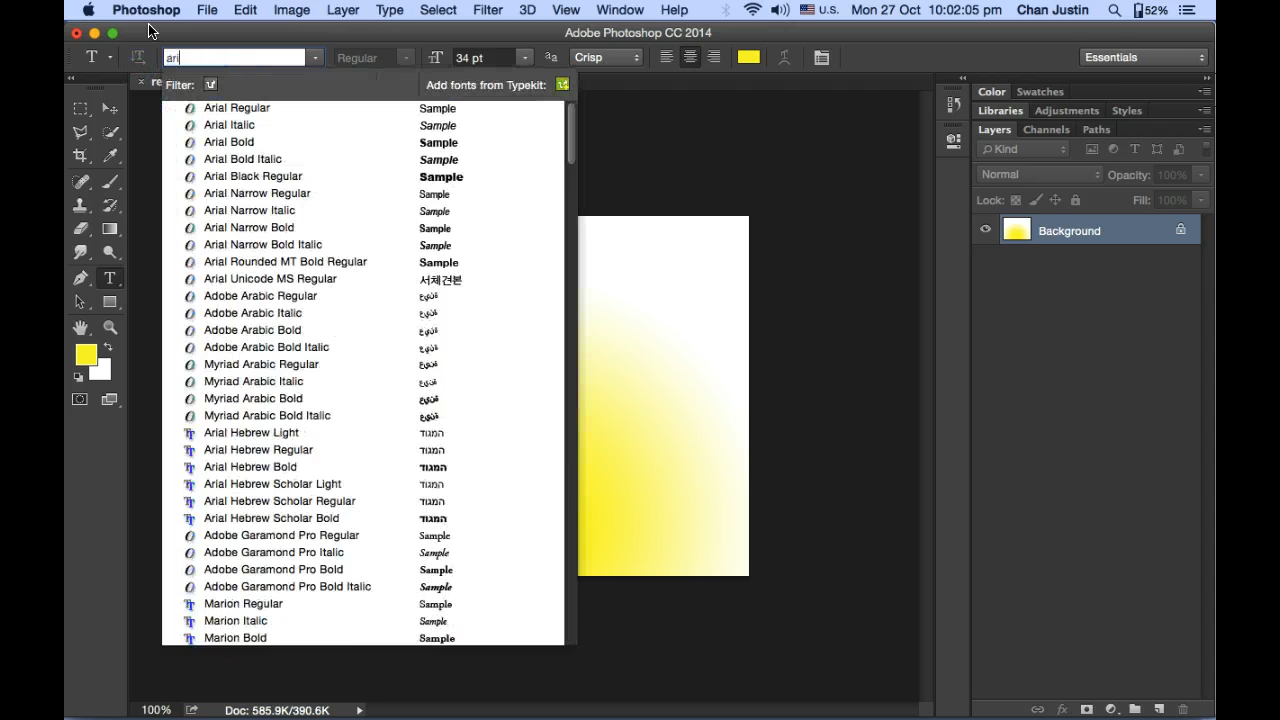 Photoshop File Edit Image Layer Type Select Filter 3D View Window Help U.S. Mon 27 Oct 10:02:05 pm Chan Justin 52%
Adobe Photoshop CC 2014
T ari Regular 34 pt aa Crisp Essentials
re
Filter: Add fonts from Typekit:
Arial Regular Sample
Arial Italic Sample
Arial Bold Sample
Arial Bold Italic Sample
Arial Black Regular Sample
Arial Narrow Regular Sample
Arial Narrow Italic Sample
Arial Narrow Bold Sample
Arial Narrow Bold Italic Sample
Arial Rounded MT Bold Regular Sample
Arial Unicode MS Regular 서체견본
Adobe Arabic Regular
Adobe Arabic Italic
Adobe Arabic Bold
Adobe Arabic Bold Italic
Myriad Arabic Regular
Myriad Arabic Italic
Myriad Arabic Bold
Myriad Arabic Bold Italic
Arial Hebrew Light המגוד
Arial Hebrew Regular המגוד
Arial Hebrew Bold המגוד
Arial Hebrew Scholar Light המגוד
Arial Hebrew Scholar Regular המגוד
Arial Hebrew Scholar Bold המגוד
Adobe Garamond Pro Regular Sample
Adobe Garamond Pro Italic Sample
Adobe Garamond Pro Bold Sample
Adobe Garamond Pro Bold Italic Sample
Marion Regular Sample
Marion Italic Sample
Marion Bold Sample
Color Swatches
Libraries Adjustments Styles
Layers Channels Paths
Kind
Normal Opacity: 100%
Lock: Fill: 100%
Background
100% Doc: 585.9K/390.6K